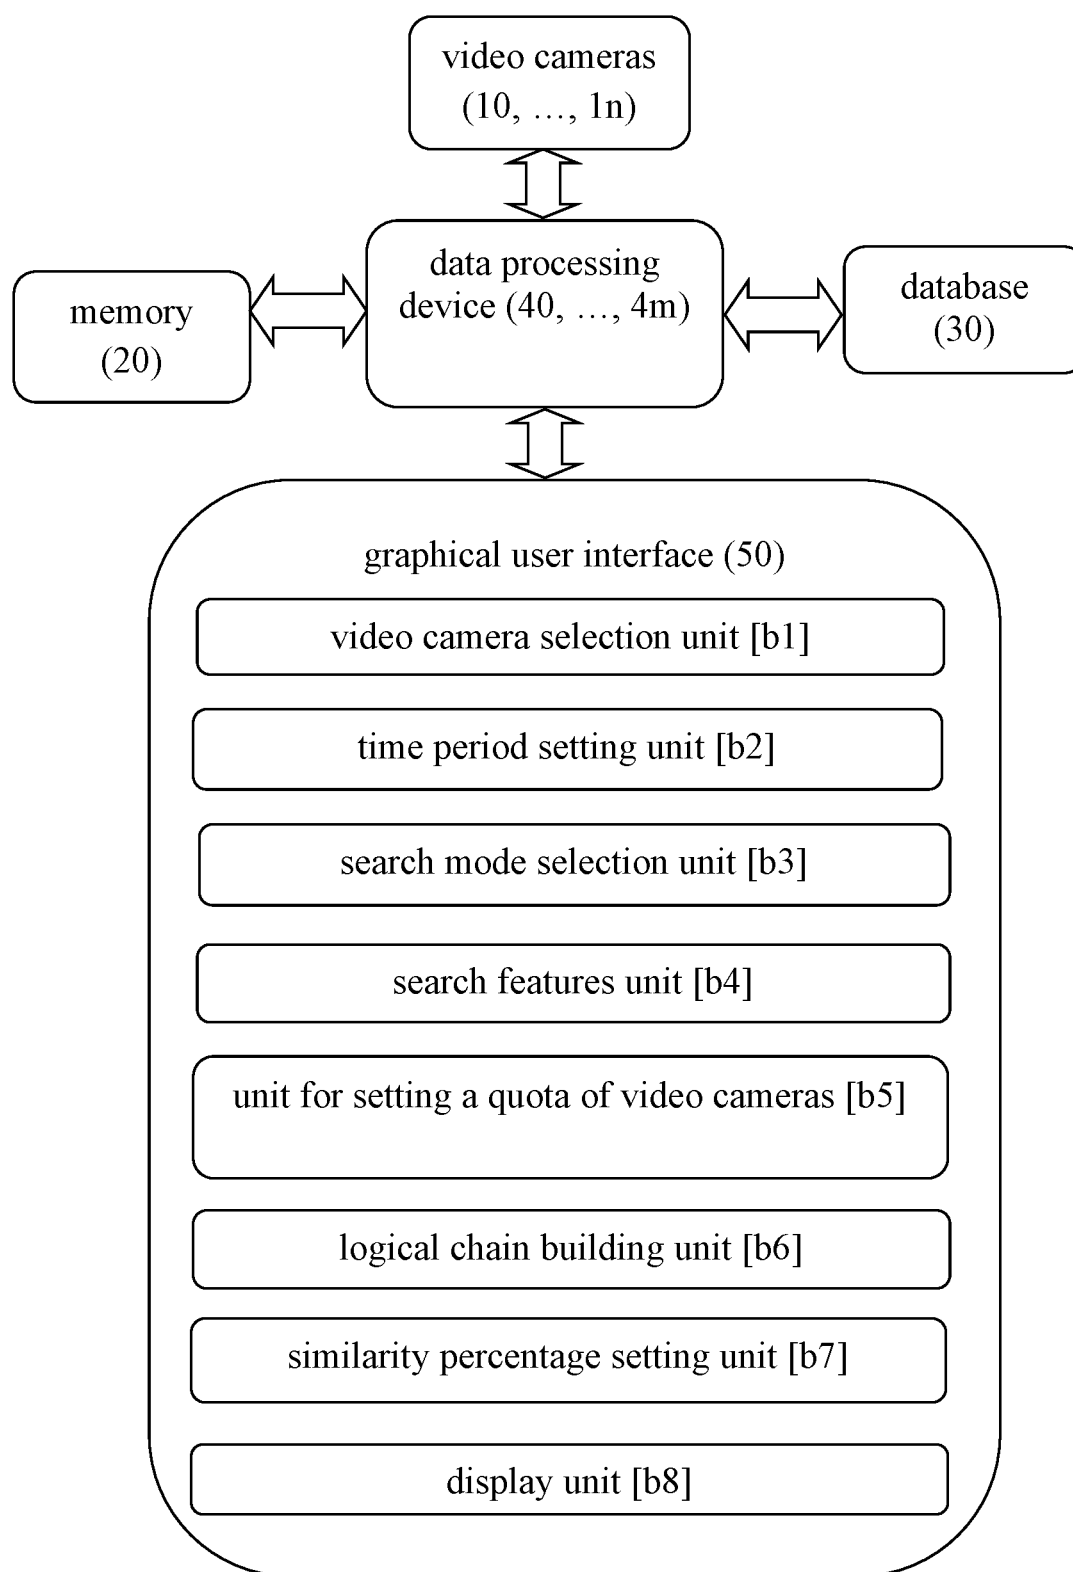 video cameras
(10, …, 1n)
data processing
device (40, …, 4m)
memory
(20)
database
(30)
graphical user interface (50)
video camera selection unit [b1]
time period setting unit [b2]
search mode selection unit [b3]
search features unit [b4]
unit for setting a quota of video cameras [b5]
logical chain building unit [b6]
similarity percentage setting unit [b7]
display unit [b8]